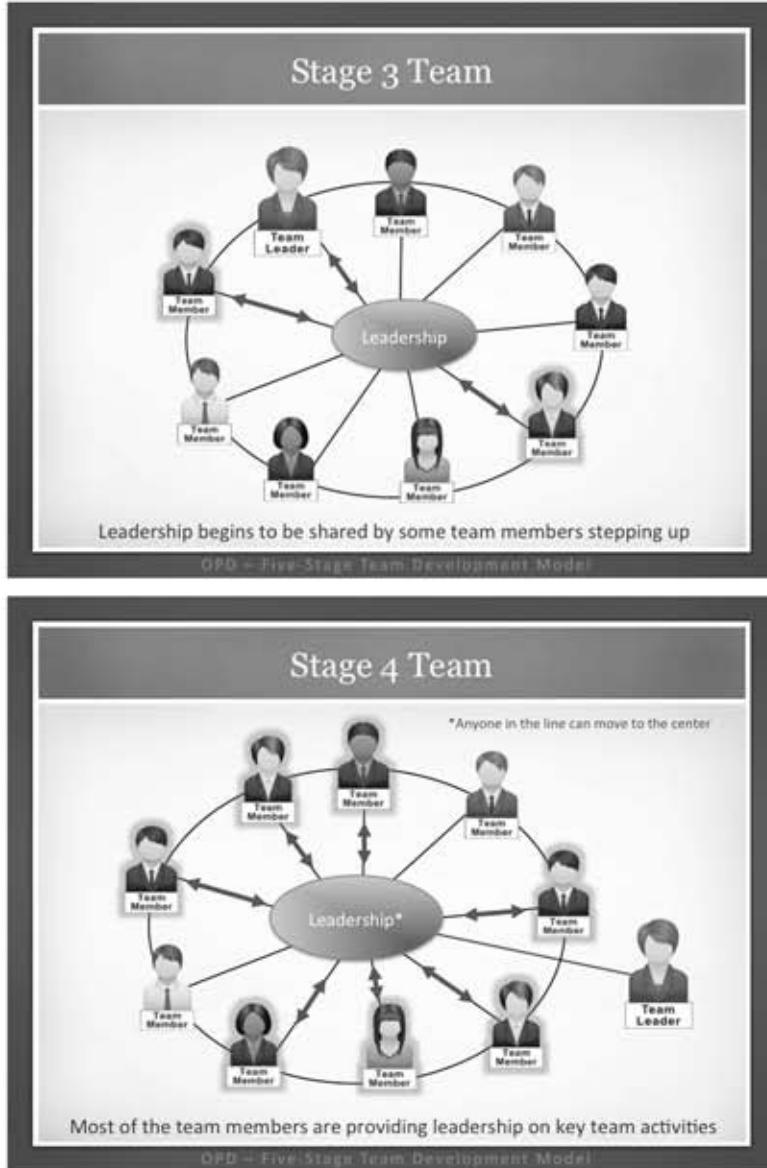 Stage 3 Team
Team
Leader
Team
Member
Team
Member
Team
Member
Team
Member
Leadership
Team
Member
Team
Member
Team
Member
Team
Member
Leadership begins to be shared by some team members stepping up
OPD – Five-Stage Team Development Model
Stage 4 Team
*Anyone in the line can move to the center
Team
Member
Team
Member
Team
Member
Team
Member
Team
Member
Leadership*
Team
Member
Team
Leader
Team
Member
Team
Member
Team
Member
Most of the team members are providing leadership on key team activities
OPD – Five-Stage Team Development Model